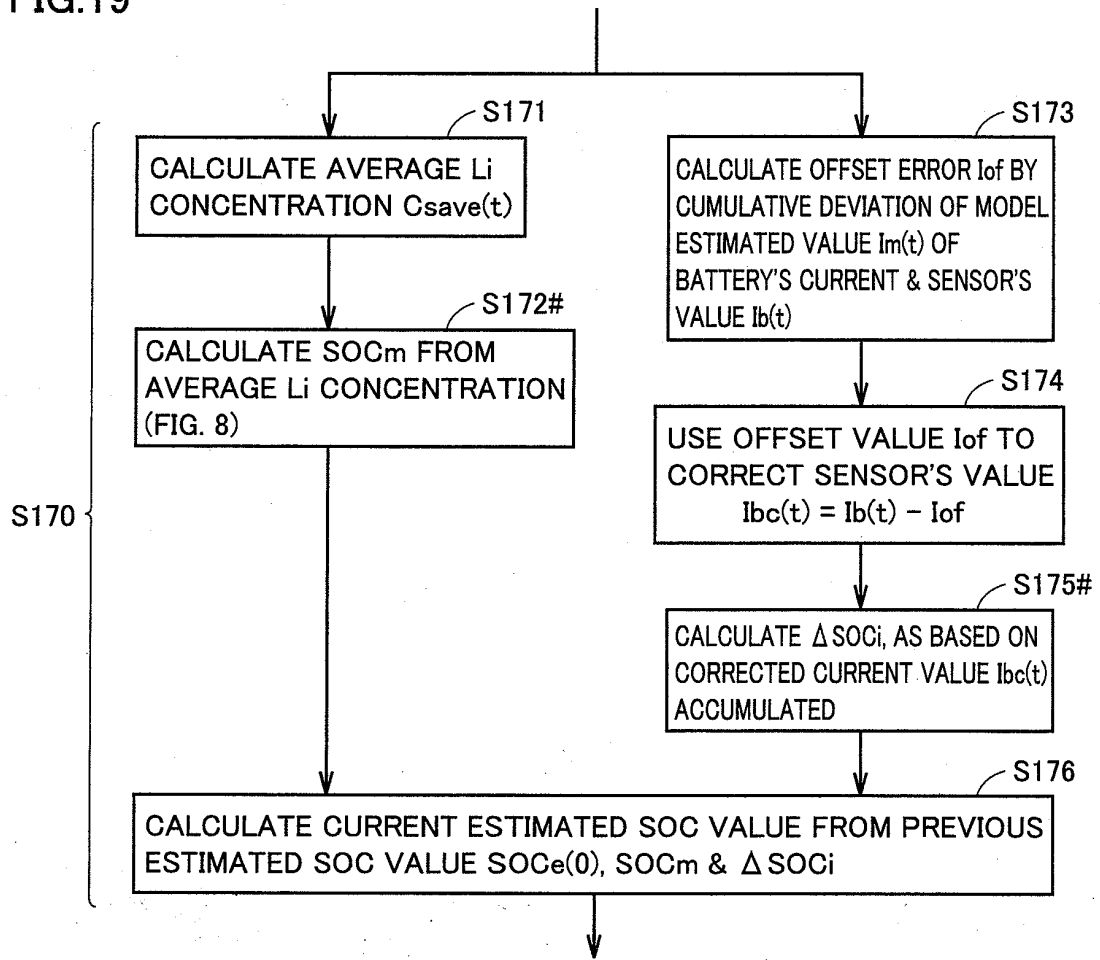 FIG.19
S171
CALCULATE AVERAGE Li
CONCENTRATION Csave(t)
S172#
CALCULATE SOCm FROM
AVERAGE Li CONCENTRATION
(FIG. 8)
S173
CALCULATE OFFSET ERROR Iof BY
CUMULATIVE DEVIATION OF MODEL
ESTIMATED VALUE Im(t) OF
BATTERY'S CURRENT & SENSOR'S
VALUE Ib(t)
S174
USE OFFSET VALUE Iof TO
CORRECT SENSOR'S VALUE
Ibc(t) = Ib(t) − Iof
S170
S175#
CALCULATE ΔSOCi, AS BASED ON
CORRECTED CURRENT VALUE Ibc(t)
ACCUMULATED
S176
CALCULATE CURRENT ESTIMATED SOC VALUE FROM PREVIOUS
ESTIMATED SOC VALUE SOCe(0), SOCm & ΔSOCi